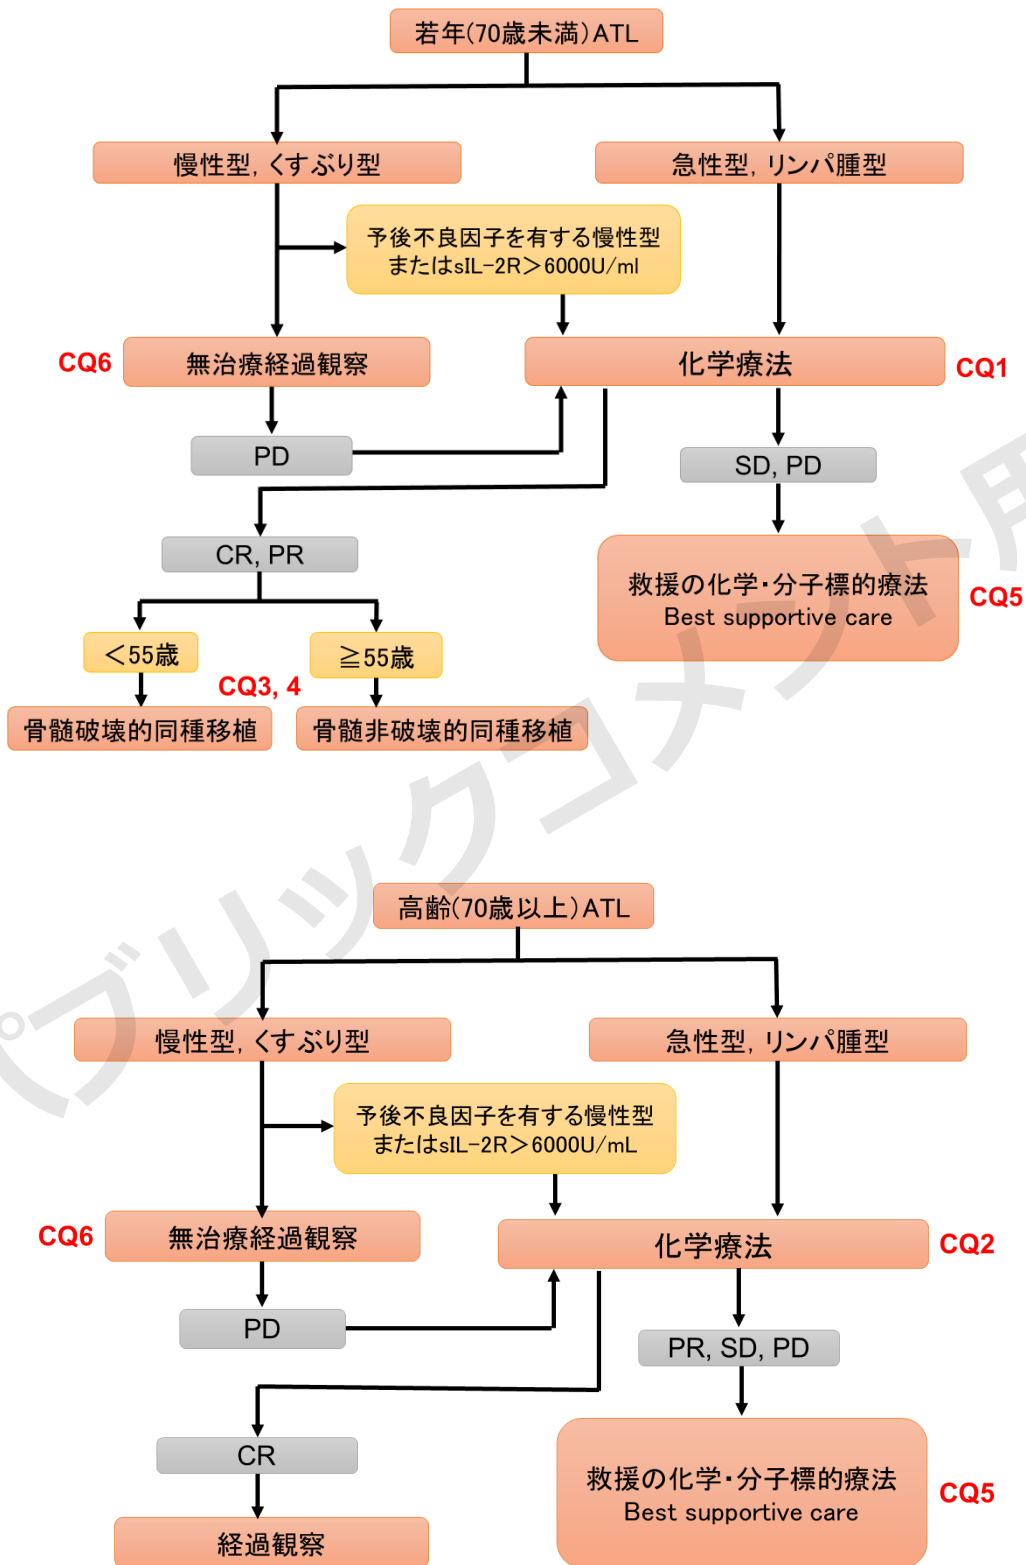 若年(70歳未満)ATL
慢性型, くすぶり型
急性型, リンパ腫型
予後不良因子を有する慢性型
またはsIL-2R＞6000U/ml
CQ6
無治療経過観察
化学療法
CQ1
PD
SD, PD
CR, PR
救援の化学・分子標的療法
Best supportive care
CQ5
＜55歳
≧55歳
CQ3, 4
骨髄破壊的同種移植
骨髄非破壊的同種移植
高齢(70歳以上)ATL
慢性型, くすぶり型
急性型, リンパ腫型
予後不良因子を有する慢性型
またはsIL-2R＞6000U/mL
CQ6
無治療経過観察
化学療法
CQ2
PD
PR, SD, PD
CR
救援の化学・分子標的療法
Best supportive care
CQ5
経過観察
パブリックコメント用